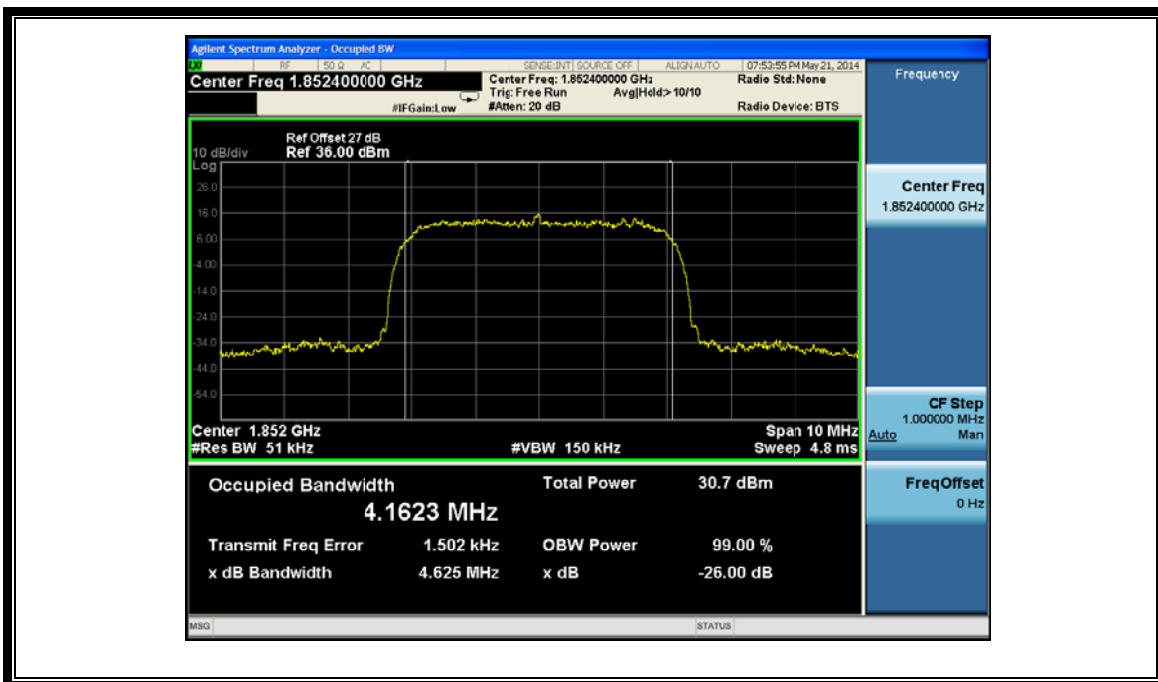 Agilent Spectrum Analyzer - Occupied BW
LXI RF 50 Ω AC SENSE:INT SOURCE OFF ALIGN AUTO 07:53:55 PM May 21, 2014
Center Freq 1.852400000 GHz
Center Freq: 1.852400000 GHz
Radio Std: None
Trig: Free Run Avg|Hold:> 10/10
#IFGain:Low #Atten: 20 dB Radio Device: BTS
Ref Offset 27 dB
10 dB/div Ref 36.00 dBm
Log
26.0
16.0
6.00
-4.00
-14.0
-24.0
-34.0
-44.0
-54.0
Center 1.852 GHz Span 10 MHz
#Res BW 51 kHz #VBW 150 kHz Sweep 4.8 ms
Occupied Bandwidth Total Power 30.7 dBm
4.1623 MHz
Transmit Freq Error 1.502 kHz OBW Power 99.00 %
x dB Bandwidth 4.625 MHz x dB -26.00 dB
MSG STATUS
Frequency
Center Freq
1.852400000 GHz
CF Step
1.000000 MHz
Auto Man
Freq Offset
0 Hz